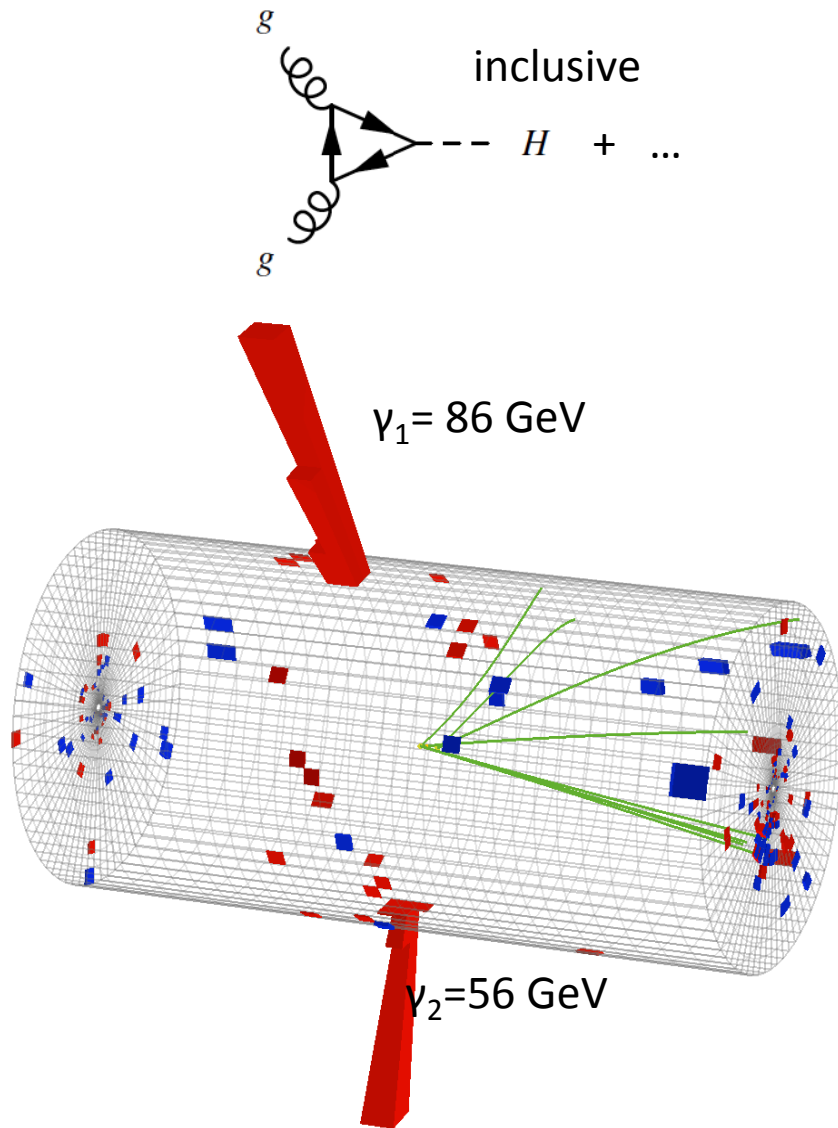 g
inclusive
H + ...
g
γ₁= 86 GeV
γ₂=56 GeV